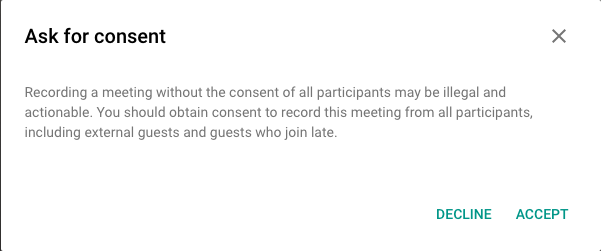 Ask for consent
Recording a meeting without the consent of all participants may be illegal and
actionable. You should obtain consent to record this meeting from all participants,
including external guests and guests who join late.
DECLINE ACCEPT